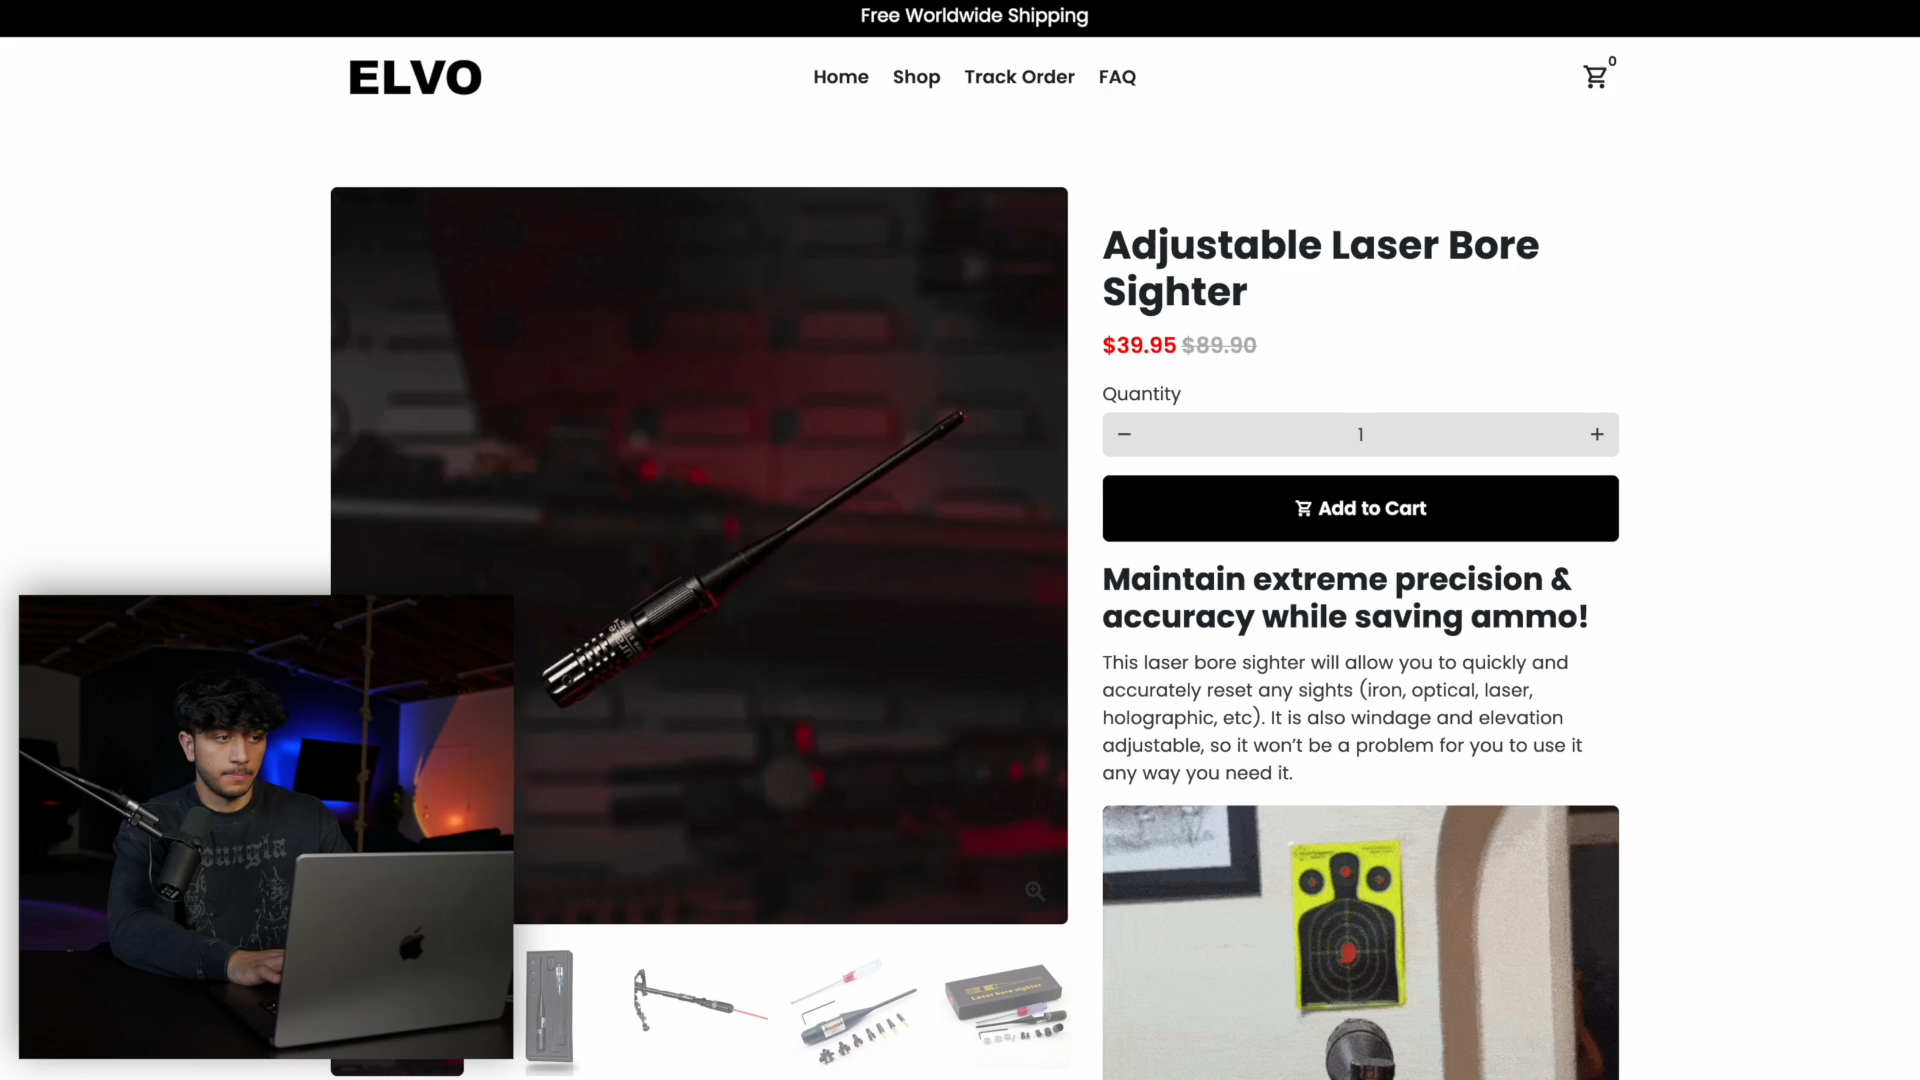 Free Worldwide Shipping
ELVO
Home Shop Track Order FAQ
0
Adjustable Laser Bore
Sighter
$39.95 $89.90
Quantity
− 1 +
Add to Cart
Maintain extreme precision &
accuracy while saving ammo!
This laser bore sighter will allow you to quickly and
accurately reset any sights (iron, optical, laser,
holographic, etc). It is also windage and elevation
adjustable, so it won’t be a problem for you to use it
any way you need it.
Laser bore sighter